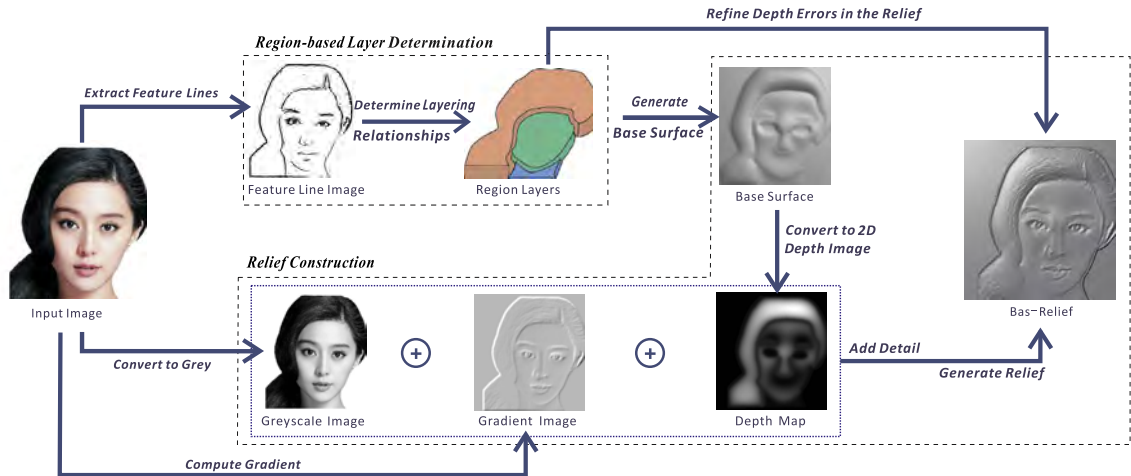 Refine Depth Errors in the Relief
Region-based Layer Determination
Extract Feature Lines
Determine Layering
Relationships
Generate
Base Surface
Feature Line Image
Region Layers
Base Surface
Convert to 2D
Depth Image
Relief Construction
Input Image
Bas-Relief
Convert to Grey
Add Detail
Generate Relief
Greyscale Image
Gradient Image
Depth Map
Compute Gradient